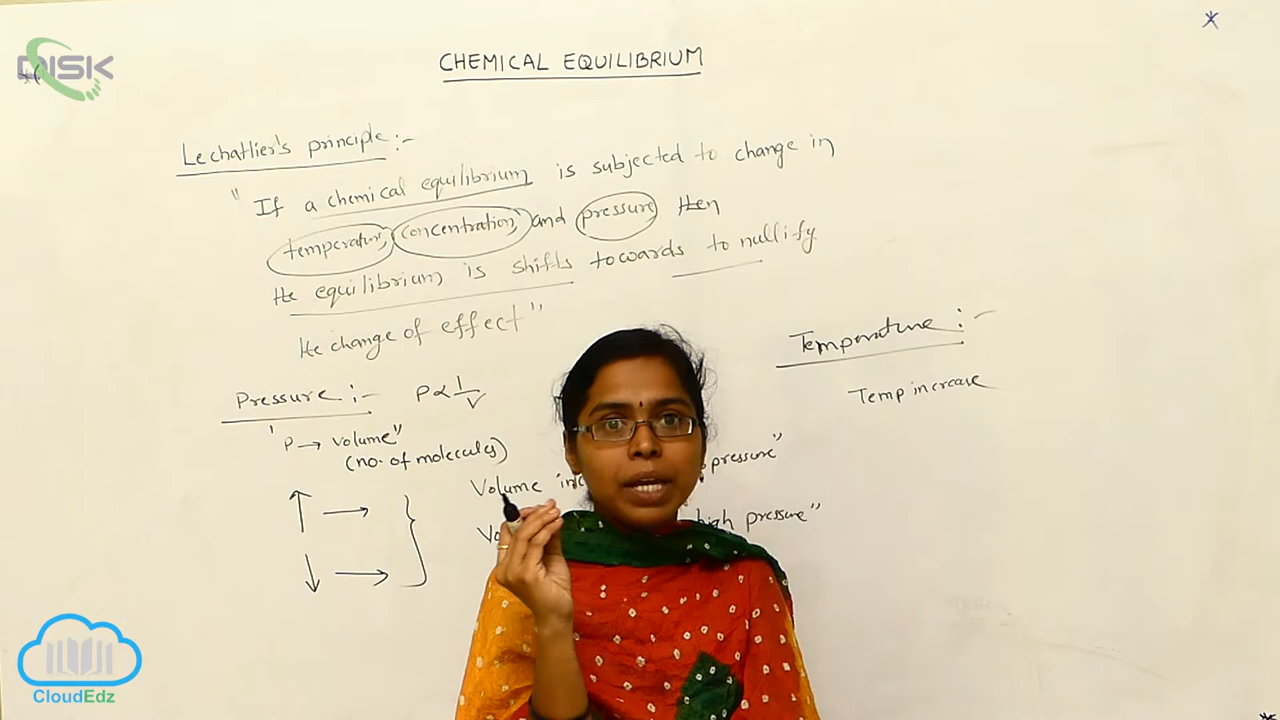 DISK
CHEMICAL EQUILIBRIUM
Lechatlier's principle :-
" If a chemical equilibrium is subjected to change in
temperature, concentration, and pressure then
the equilibrium is shifts towards to nullify
the change of effect "
Pressure :- P ∝ 1/V
" P → volume "
(no. of molecules)
Volume pressure "
high pressure "
Temperature :-
Temp increase
CloudEdz